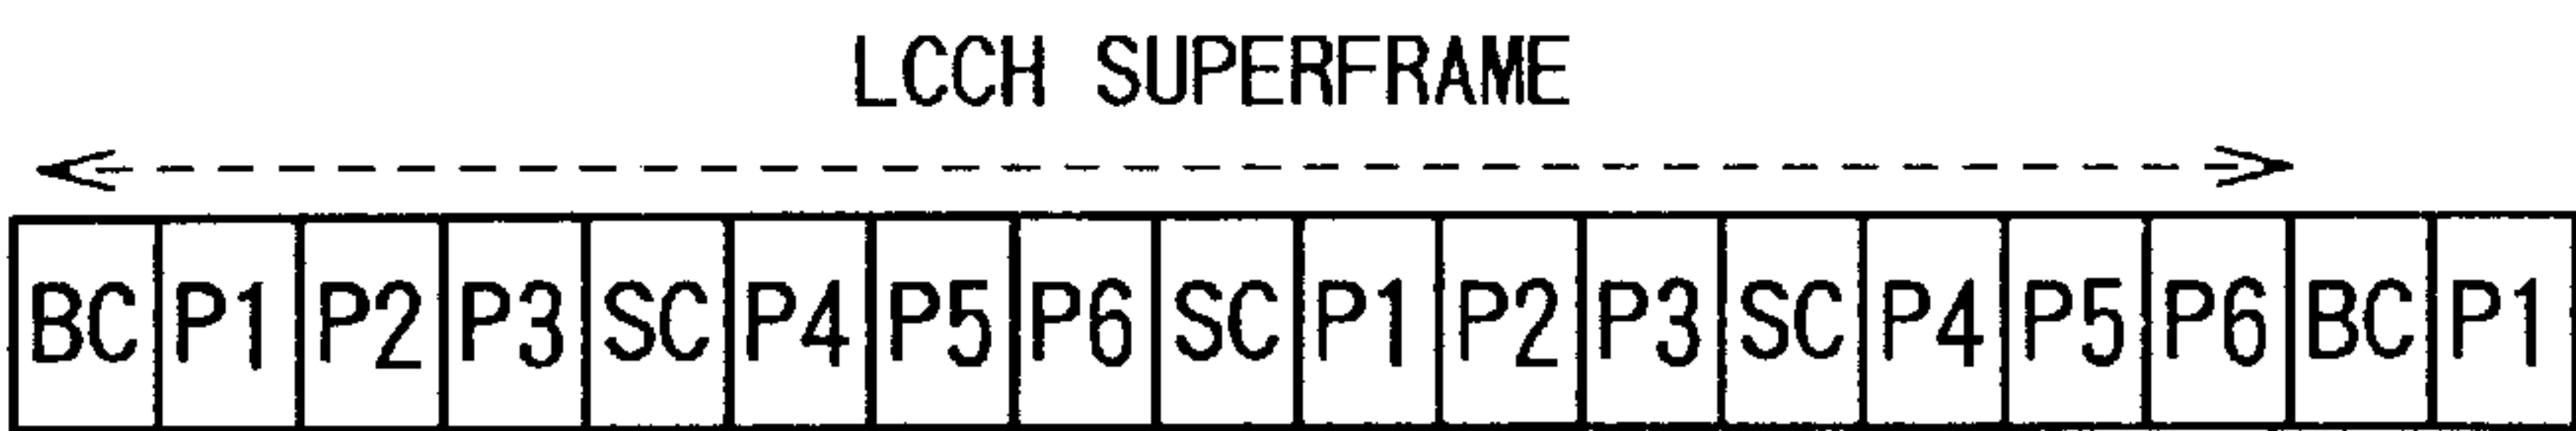 LCCH SUPERFRAME
BC P1 P2 P3 SC P4 P5 P6 SC P1 P2 P3 SC P4 P5 P6 BC P1